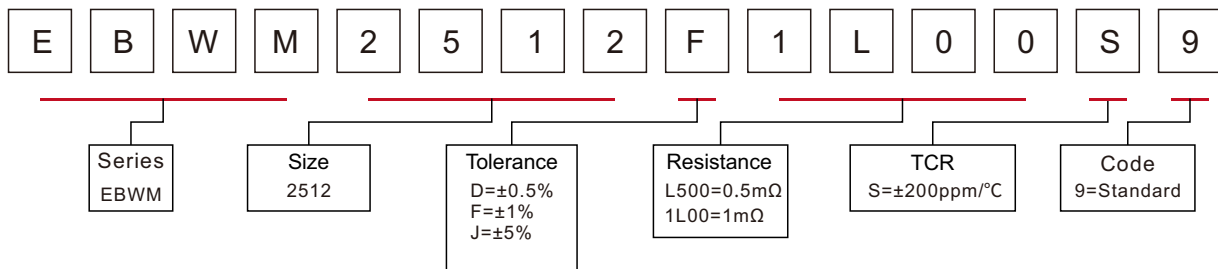 E B W M 2 5 1 2 F 1 L 0 0 S 9
Series
EBWM
Size
2512
Tolerance
D=±0.5%
F=±1%
J=±5%
Resistance
L500=0.5mΩ
1L00=1mΩ
TCR
S=±200ppm/℃
Code
9=Standard